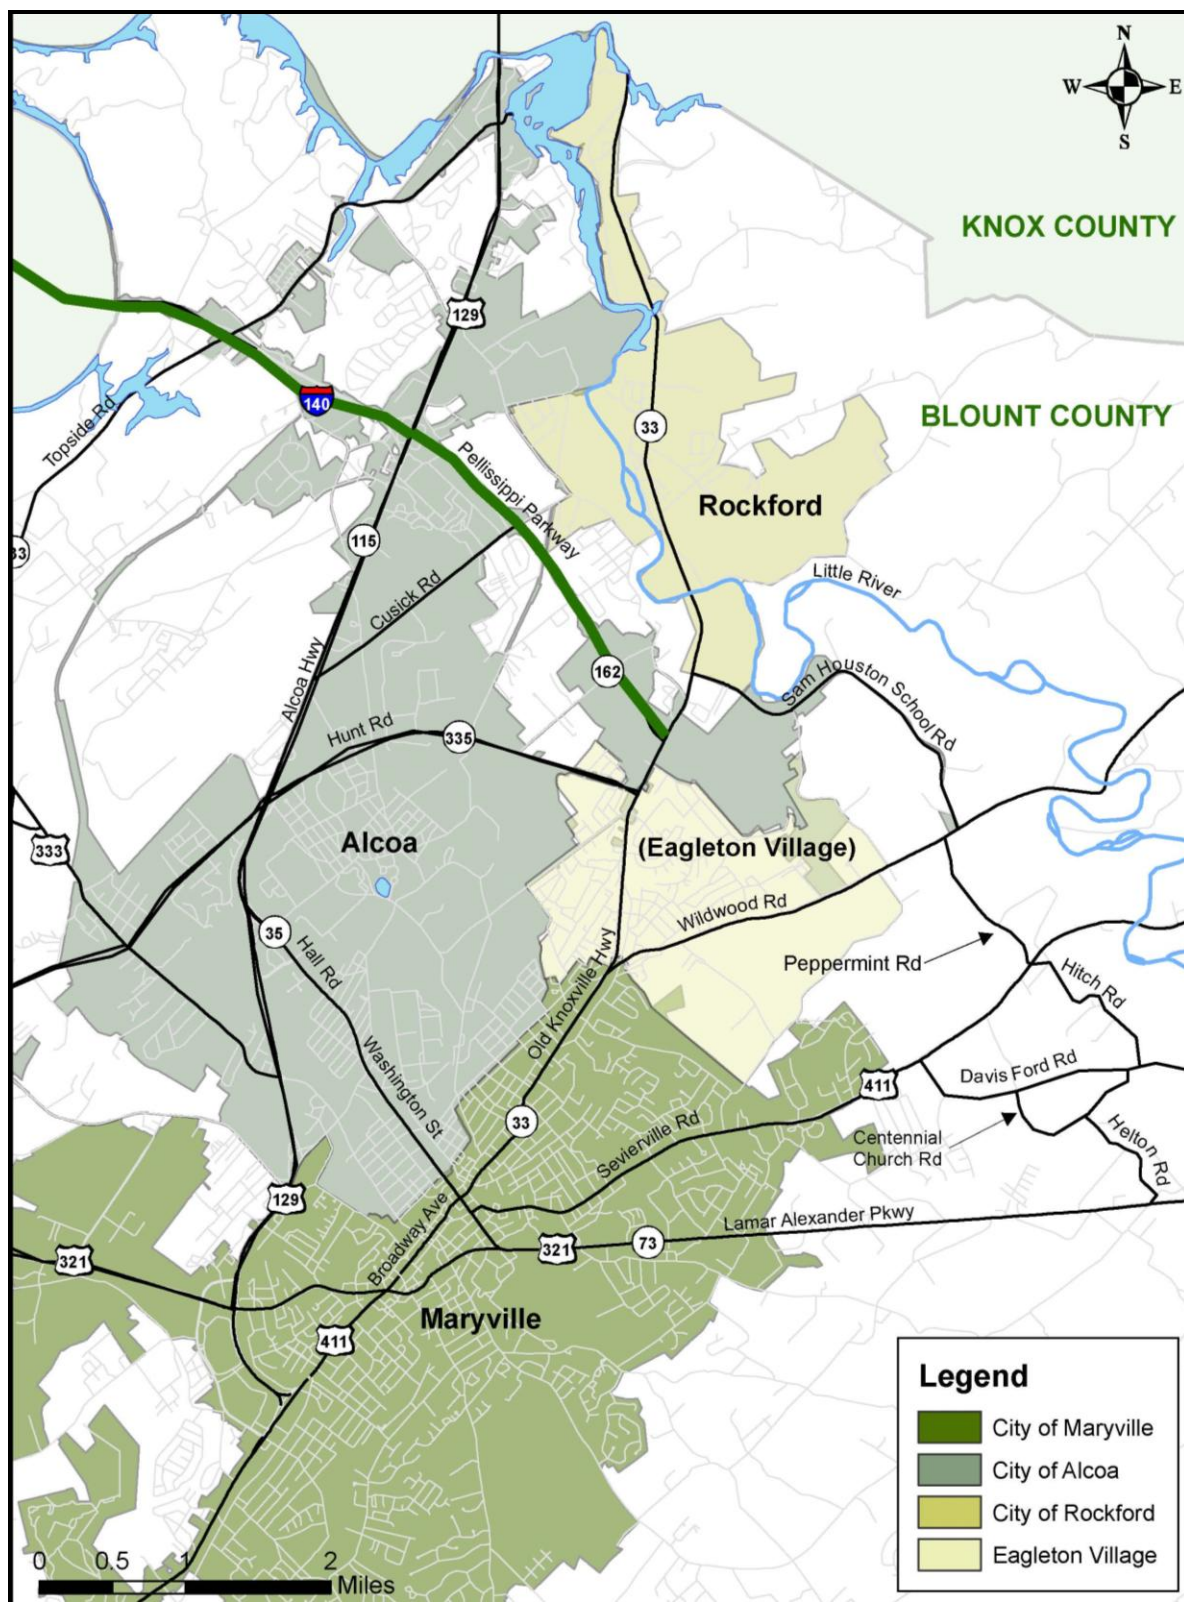 N
W E
S
KNOX COUNTY
129
140
BLOUNT COUNTY
Topside Rd
33
Pellissippi Parkway
Rockford
33
115
Cusick Rd
Little River
Alcoa Hwy
162
Sam Houston School Rd
Hunt Rd
335
333
Alcoa
(Eagleton Village)
Wildwood Rd
35
Hall Rd
Old Knoxville Hwy
Peppermint Rd
Hitch Rd
Washington St
411
Davis Ford Rd
33
Sevierville Rd
Centennial
Church Rd
Helton Rd
129
Broadway Ave
Lamar Alexander Pkwy
321
321
73
Maryville
411
Legend
City of Maryville
City of Alcoa
City of Rockford
Eagleton Village
0 0.5 1 2
Miles